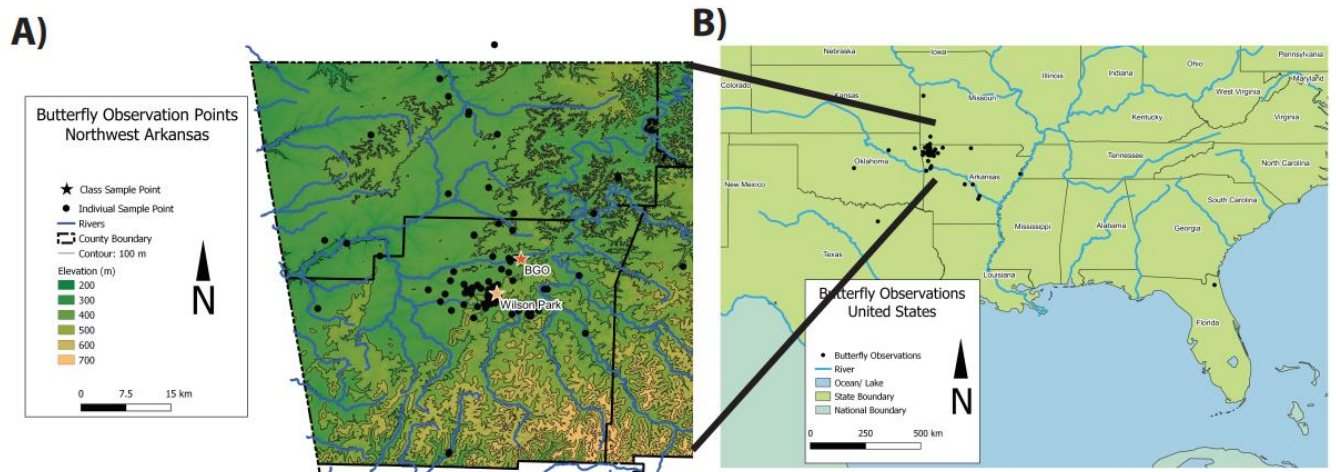 A)
Butterfly Observation Points
Northwest Arkansas
Class Sample Point
Indiviual Sample Point
Rivers
County Boundary
Contour: 100 m
Elevation (m)
200
300
400
500
600
700
0 7.5 15 km
N
BGO
Wilson Park
B)
Nebraska
Iowa
Pennsylvania
Ohio
Illinois
Indiana
Maryland
Colorado
Kansas
Missouri
West Virginia
Virginia
Kentucky
Oklahoma
Tennessee
North Carolina
New Mexico
Arkansas
South Carolina
Mississippi
Alabama
Georgia
Texas
Louisiana
Florida
Butterfly Observations
United States
Butterfly Observations
River
Ocean/ Lake
State Boundary
National Boundary
0 250 500 km
N